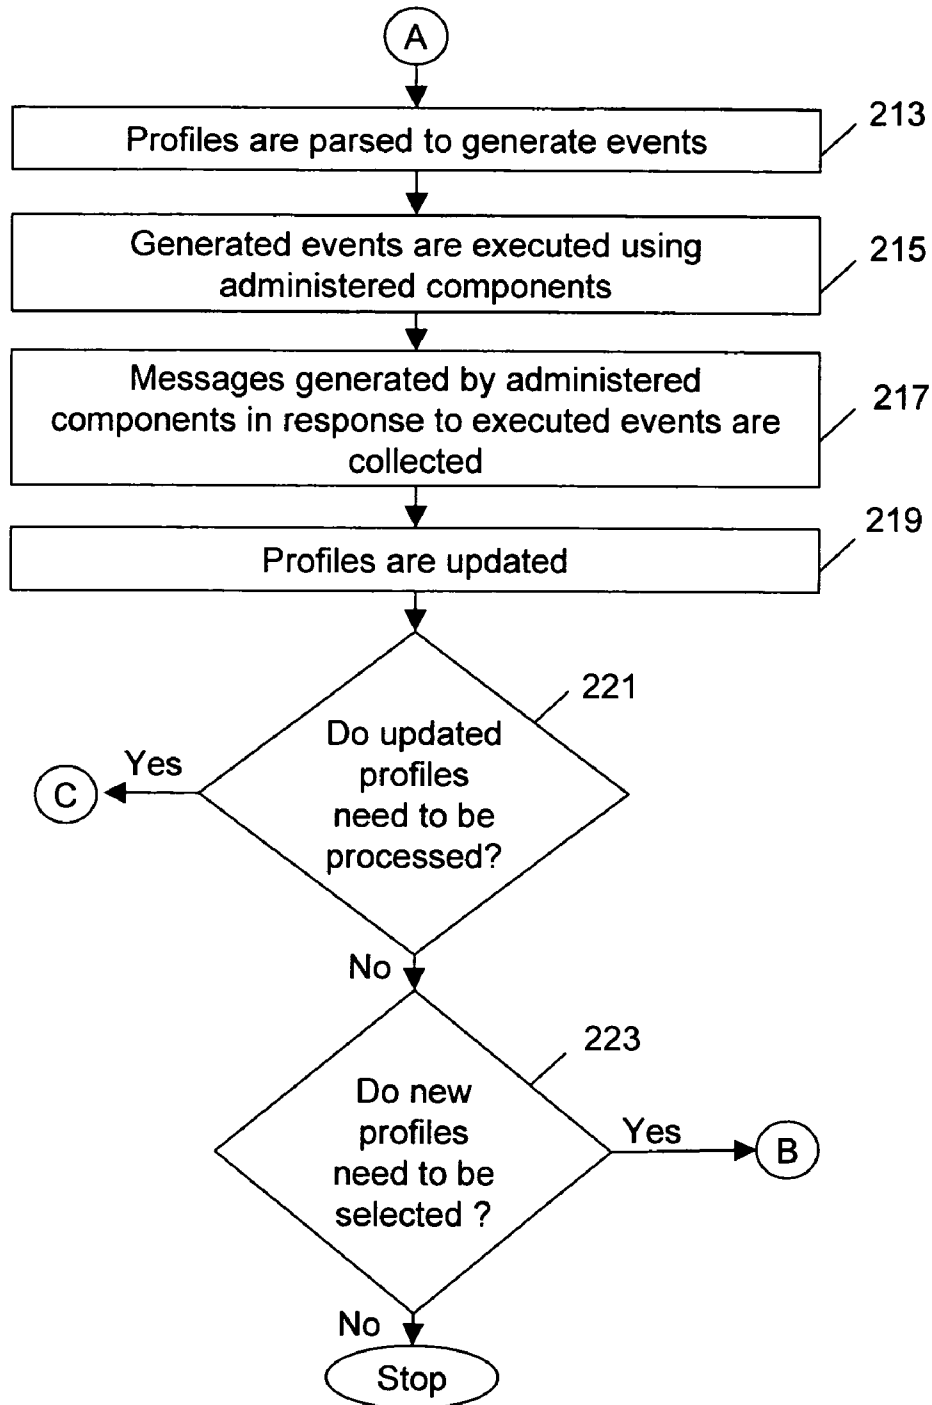 A
Profiles are parsed to generate events
213
Generated events are executed using
administered components
215
Messages generated by administered
components in response to executed events are
collected
217
Profiles are updated
219
221
Do updated
profiles
need to be
processed?
Yes
C
No
223
Do new
profiles
need to be
selected ?
Yes
B
No
Stop